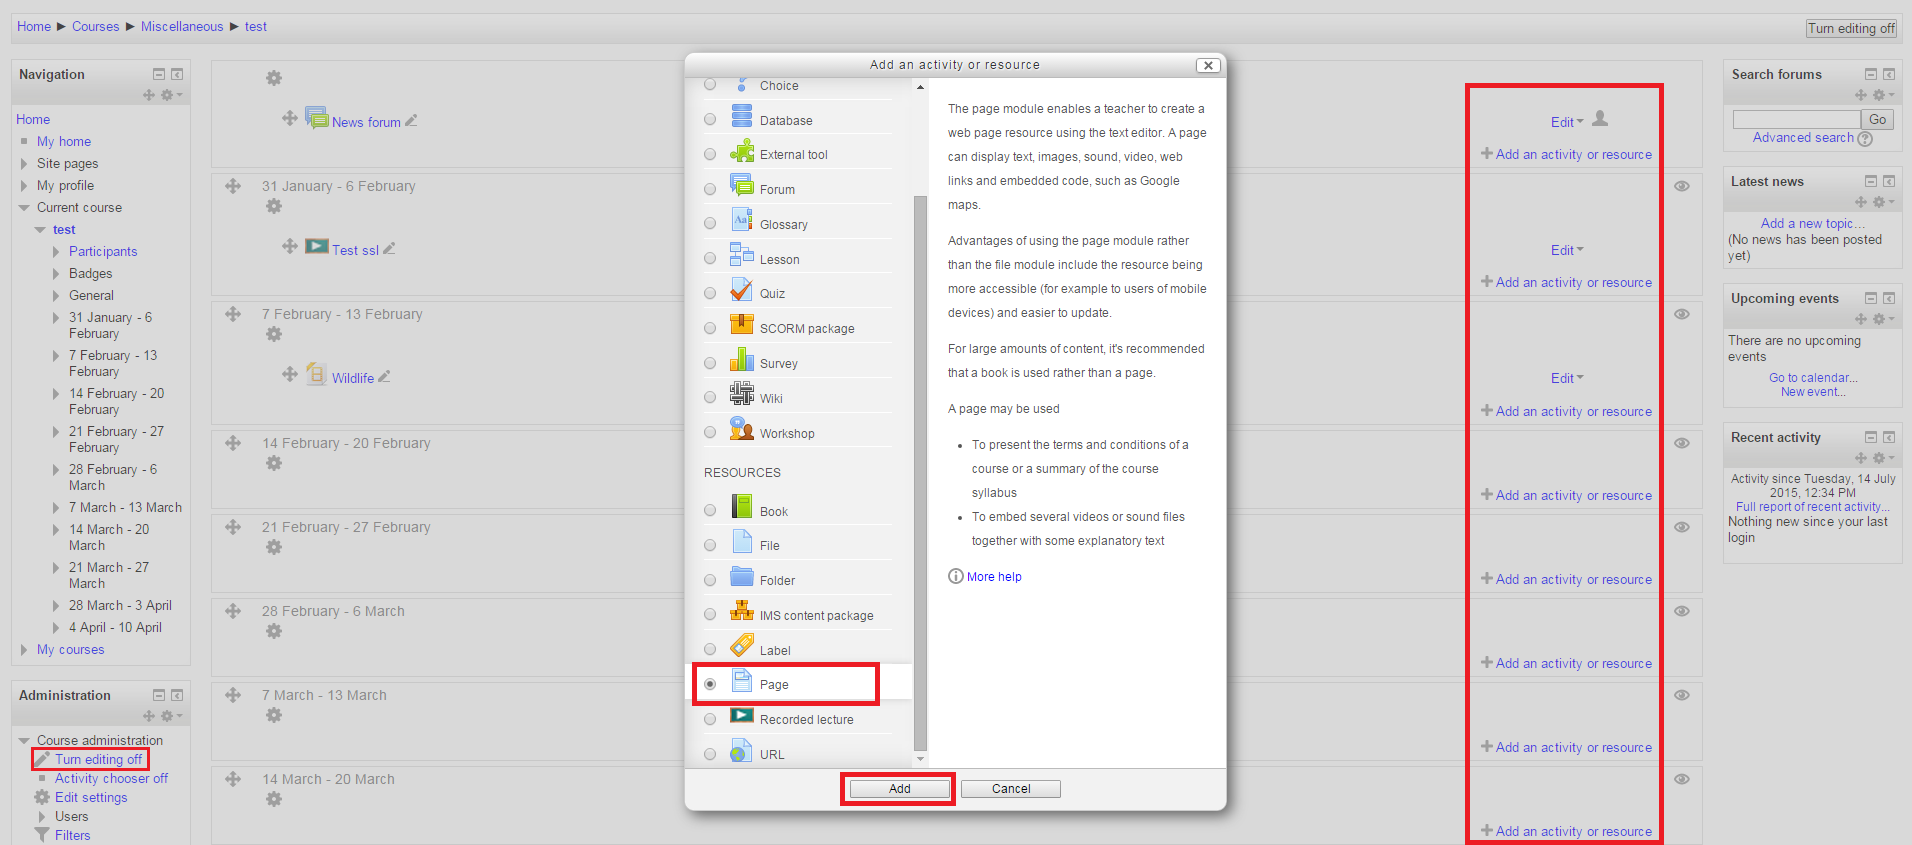 Home ► Courses ► Miscellaneous ► test
Turn editing off
Navigation
Home
My home
Site pages
My profile
Current course
test
Participants
Badges
General
31 January - 6
February
7 February - 13
February
14 February - 20
February
21 February - 27
February
28 February - 6
March
7 March - 13 March
14 March - 20
March
21 March - 27
March
28 March - 3 April
4 April - 10 April
My courses
Administration
Course administration
Turn editing off
Activity chooser off
Edit settings
Users
Filters
News forum
Edit
Add an activity or resource
31 January - 6 February
Test ssl
Edit
Add an activity or resource
7 February - 13 February
Wildlife
Edit
Add an activity or resource
14 February - 20 February
Add an activity or resource
21 February - 27 February
Add an activity or resource
28 February - 6 March
Add an activity or resource
7 March - 13 March
Add an activity or resource
14 March - 20 March
Add an activity or resource
Add an activity or resource
Choice
Database
External tool
Forum
Glossary
Lesson
Quiz
SCORM package
Survey
Wiki
Workshop
RESOURCES
Book
File
Folder
IMS content package
Label
Page
Recorded lecture
URL
The page module enables a teacher to create a
web page resource using the text editor. A page
can display text, images, sound, video, web
links and embedded code, such as Google
maps.
Advantages of using the page module rather
than the file module include the resource being
more accessible (for example to users of mobile
devices) and easier to update.
For large amounts of content, it's recommended
that a book is used rather than a page.
A page may be used
• To present the terms and conditions of a
course or a summary of the course
syllabus
• To embed several videos or sound files
together with some explanatory text
More help
Add
Cancel
Search forums
Go
Advanced search
Latest news
Add a new topic...
(No news has been posted
yet)
Upcoming events
There are no upcoming
events
Go to calendar...
New event...
Recent activity
Activity since Tuesday, 14 July
2015, 12:34 PM
Full report of recent activity...
Nothing new since your last
login